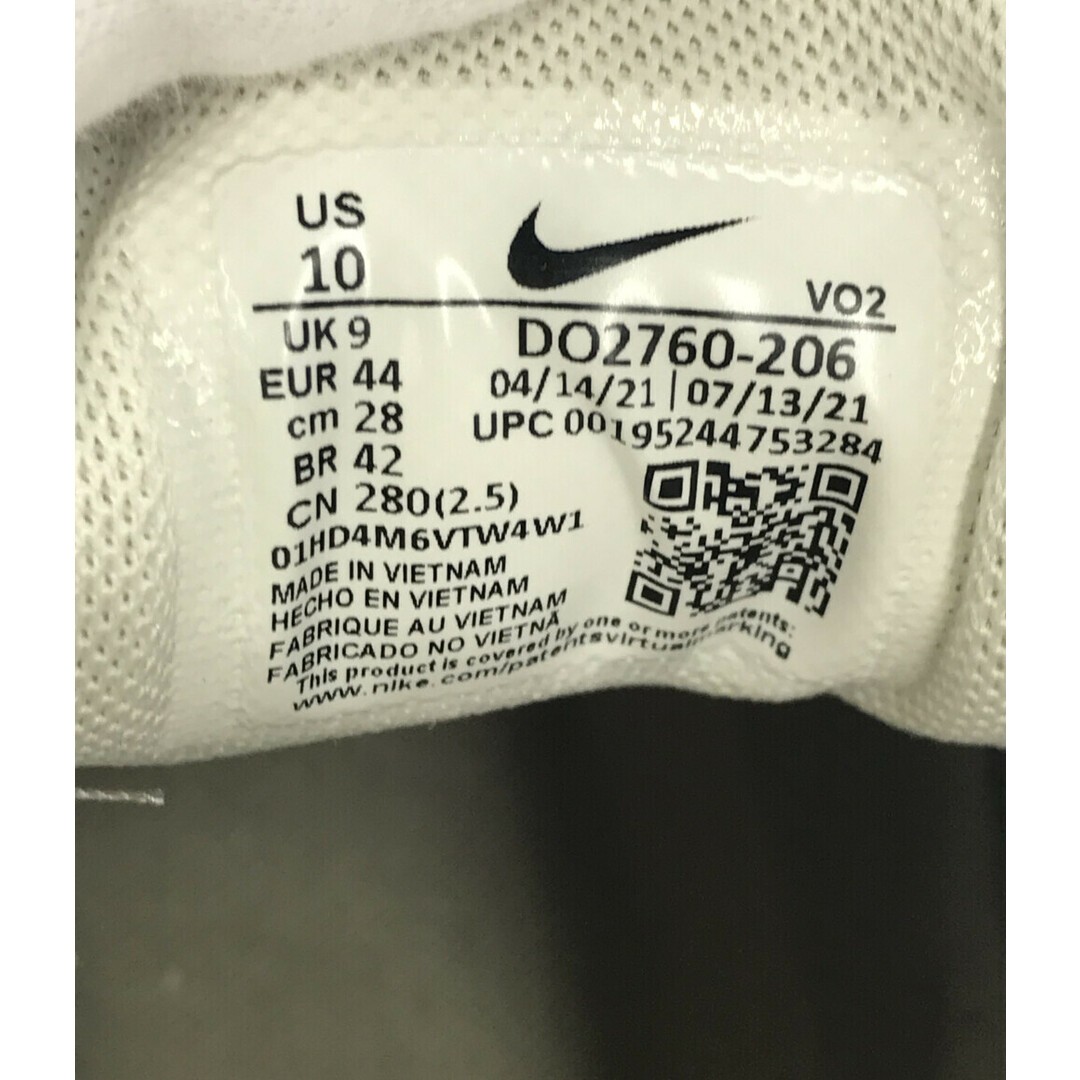 US
10
VO2
UK 9
DO2760-206
EUR 44
04/14/21 | 07/13/21
cm 28
UPC 00195244753284
BR 42
CN 280(2.5)
01HD4M6VTW4W1
MADE IN VIETNAM
HECHO EN VIETNAM
FABRIQUE AU VIETNAM
FABRICADO NO VIETNÃ
This product is covered by one or more patents:
www.nike.com/patentsvirtualmarking